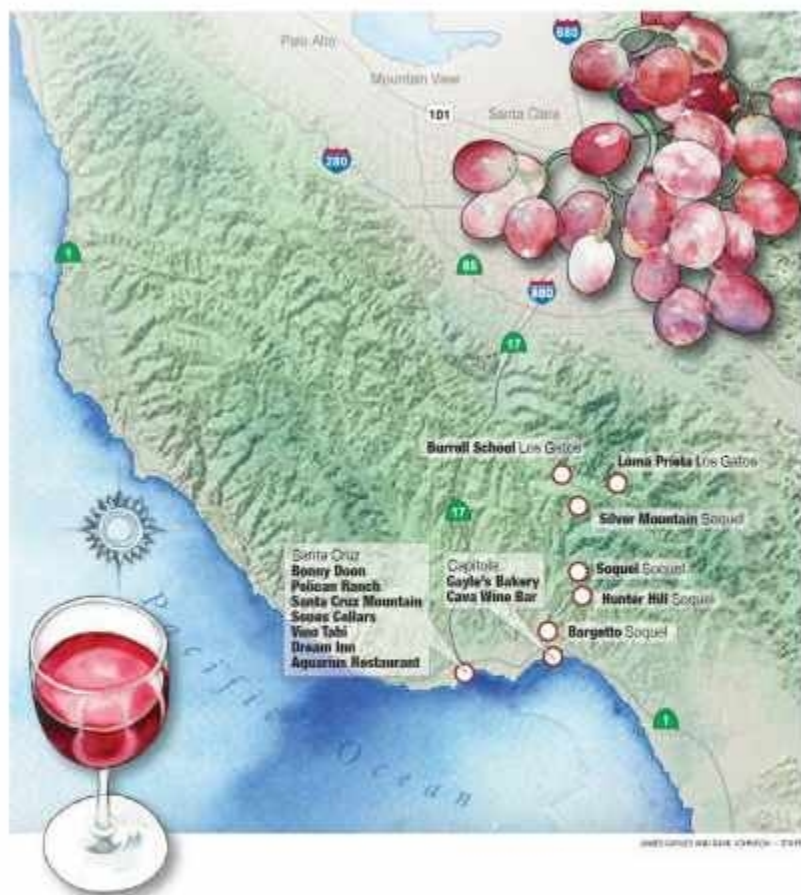 680
Palo Alto
Mountain View
101
Santa Clara
280
1
85
880
17
Burrell School Los Gatos
Loma Prieta Los Gatos
17
Silver Mountain Soquel
Santa Cruz
Bonny Doon
Pelican Ranch
Santa Cruz Mountain
Sones Cellars
Vino Tabi
Dream Inn
Aquarius Restaurant
Capitola
Gayle's Bakery
Cava Wine Bar
Soquel Soquel
Hunter Hill Soquel
Bargetto Soquel
1
Pacific Ocean